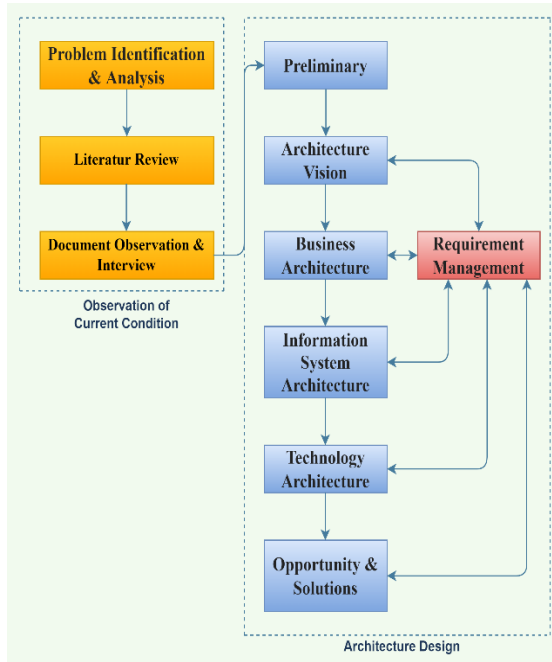 Problem Identification
& Analysis
Literatur Review
Document Observation &
Interview
Observation of
Current Condition
Preliminary
Architecture
Vision
Business
Architecture
Requirement
Management
Information
System
Architecture
Technology
Architecture
Opportunity &
Solutions
Architecture Design